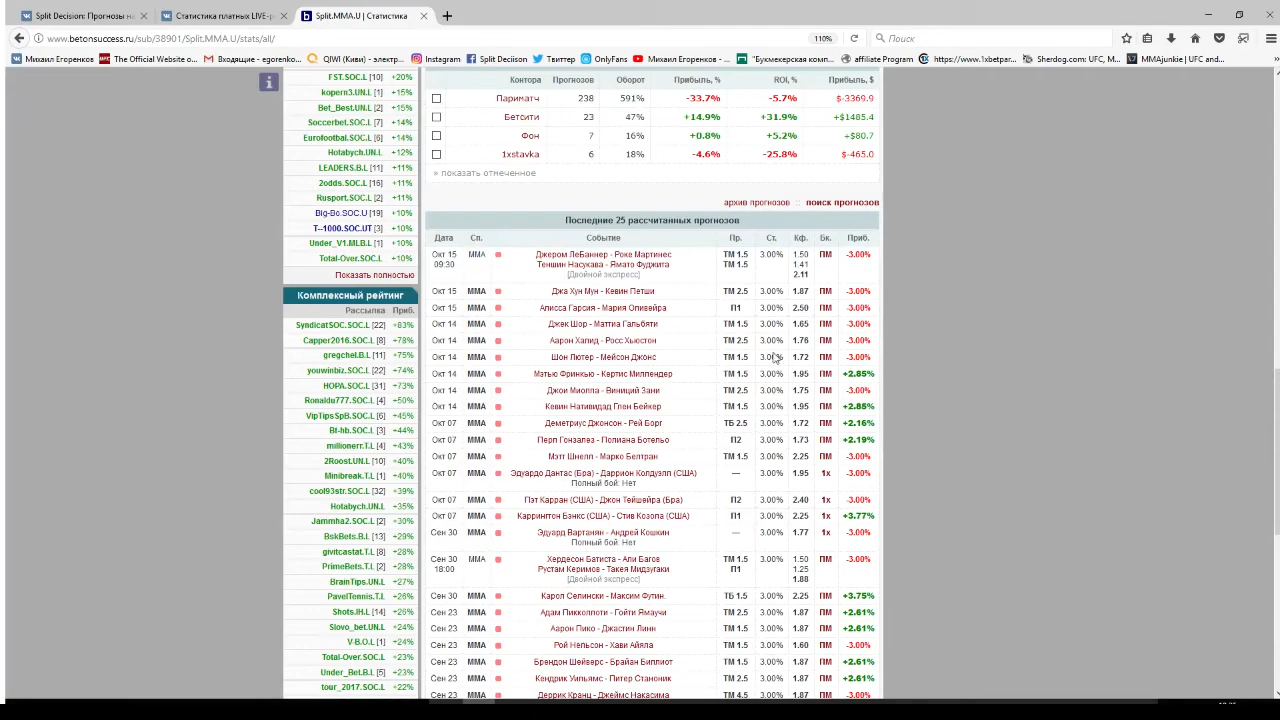 Split Decision: Прогнозы на
Статистика платных LIVE-р
Split.MMA.U | Статистика
www.betonsuccess.ru/sub/38901/Split.MMA.U/stats/all/
110%
Поиск
Михаил Егоренков
The Official Website o...
Входящие - egorenko...
QIWI (Киви) - электр...
Instagram
Split Deciison
Твиттер
OnlyFans
Михаил Егоренков - ...
"Букмекерская комп...
affiliate Program
https://www.1xbetpar...
Sherdog.com: UFC, M...
MMAjunkie | UFC and...
FST.SOC.L [10] +20%
kopern3.UN.L [1] +15%
Bet_Best.UN.L [2] +15%
Soccerbet.SOC.L [7] +14%
Eurofootbal.SOC.L [6] +14%
Hotabych.UN.L +12%
LEADERS.B.L [11] +11%
2odds.SOC.L [16] +11%
Rusport.SOC.L [2] +11%
Big-Bo.SOC.U [19] +10%
T--1000.SOC.UT [3] +10%
Under_V1.MLB.L [1] +10%
Total-Over.SOC.L +10%
Показать полностью
Комплексный рейтинг
Рассылка Приб.
SyndicatSOC.SOC.L [22] +83%
Capper2016.SOC.L [8] +78%
gregchel.B.L [11] +75%
youwinbiz.SOC.L [22] +74%
HOPA.SOC.L [31] +73%
Ronaldu777.SOC.L [4] +50%
VipTipsSpB.SOC.L [6] +45%
Bt-hb.SOC.L [3] +44%
millionerr.T.L [4] +43%
2Roost.UN.L [10] +40%
Minibreak.T.L [1] +40%
cool93str.SOC.L [32] +39%
Hotabych.UN.L +35%
Jammha2.SOC.L [2] +30%
BskBets.B.L [13] +29%
givitcastat.T.L [8] +28%
PrimeBets.T.L [2] +28%
BrainTips.UN.L +27%
PavelTennis.T.L +26%
Shots.IH.L [14] +26%
Slovo_bet.UN.L +24%
V-B.O.L [1] +24%
Total-Over.SOC.L +23%
Under_Bet.B.L [5] +23%
tour_2017.SOC.L +22%
Контора Прогнозов Оборот Прибыль, % ROI, % Прибыль, $
Париматч 238 591% -33.7% -5.7% $-3369.9
Бетсити 23 47% +14.9% +31.9% +$1485.4
Фон 7 16% +0.8% +5.2% +$80.7
1xstavka 6 18% -4.6% -25.8% $-465.0
» показать отмеченное
архив прогнозов :: поиск прогнозов
Последние 25 рассчитанных прогнозов
Дата Сп. Событие Пр. Ст. Кф. Бк. Приб.
Окт 15 MMA Джером ЛеБаннер - Роке Мартинес ТМ 1.5 3.00% 1.50 ПМ -3.00%
09:30 Теншин Насукава - Ямато Фуджита ТМ 1.5 1.41
[Двойной экспресс] 2.11
Окт 15 MMA Джа Хун Мун - Кевин Петши ТМ 2.5 3.00% 1.87 ПМ -3.00%
Окт 15 MMA Алисса Гарсия - Мария Оливейра П1 3.00% 2.50 ПМ -3.00%
Окт 14 MMA Джек Шор - Маттиа Гальбяти ТМ 1.5 3.00% 1.65 ПМ -3.00%
Окт 14 MMA Аарон Халид - Росс Хьюстон ТМ 2.5 3.00% 1.76 ПМ -3.00%
Окт 14 MMA Шон Лютер - Мейсон Джонс ТМ 1.5 3.00% 1.72 ПМ -3.00%
Окт 14 MMA Мэтью Фринкью - Кертис Миллендер ТМ 1.5 3.00% 1.95 ПМ +2.85%
Окт 14 MMA Джои Миолла - Виниций Зани ТМ 2.5 3.00% 1.75 ПМ -3.00%
Окт 14 MMA Кевин Нативидад Глен Бейкер ТМ 1.5 3.00% 1.95 ПМ +2.85%
Окт 07 MMA Деметриус Джонсон - Рей Борг ТБ 2.5 3.00% 1.72 ПМ +2.16%
Окт 07 MMA Перл Гонзалез - Полиана Ботельо П2 3.00% 1.73 ПМ +2.19%
Окт 07 MMA Мэтт Шнелл - Марко Белтран ТМ 1.5 3.00% 2.25 ПМ -3.00%
Окт 07 MMA Эдуардо Дантас (Бра) - Даррион Колдуэлл (США) — 3.00% 1.95 1x -3.00%
Полный бой: Нет
Окт 07 MMA Пэт Карран (США) - Джон Тейшейра (Бра) П2 3.00% 2.40 1x -3.00%
Окт 07 MMA Каррингтон Бэнкс (США) - Стив Козола (США) П1 3.00% 2.25 1x +3.77%
Сен 30 MMA Эдуард Вартанян - Андрей Кошкин — 3.00% 1.77 1x -3.00%
Полный бой: Нет
Сен 30 MMA Хердесон Батиста - Али Багов ТМ 1.5 3.00% 1.50 ПМ -3.00%
18:00 Рустам Керимов - Такея Мидзугаки П1 1.25
[Двойной экспресс] 1.88
Сен 30 MMA Карол Селински - Максим Футин. ТБ 1.5 3.00% 2.25 ПМ +3.75%
Сен 23 MMA Адам Пикколлоти - Гойти Ямаучи ТМ 2.5 3.00% 1.87 ПМ +2.61%
Сен 23 MMA Аарон Пико - Джастин Линн ТМ 1.5 3.00% 1.87 ПМ +2.61%
Сен 23 MMA Рой Нельсон - Хави Айяла ТМ 1.5 3.00% 1.60 ПМ -3.00%
Сен 23 MMA Брендон Шейверс - Брайан Биллиот ТМ 1.5 3.00% 1.87 ПМ +2.61%
Сен 23 MMA Кендрик Уильямс - Питер Станоник ТМ 2.5 3.00% 1.87 ПМ +2.61%
Сен 23 MMA Деррик Кранц - Джеймс Накасима ТМ 4.5 3.00% 1.87 ПМ -3.00%